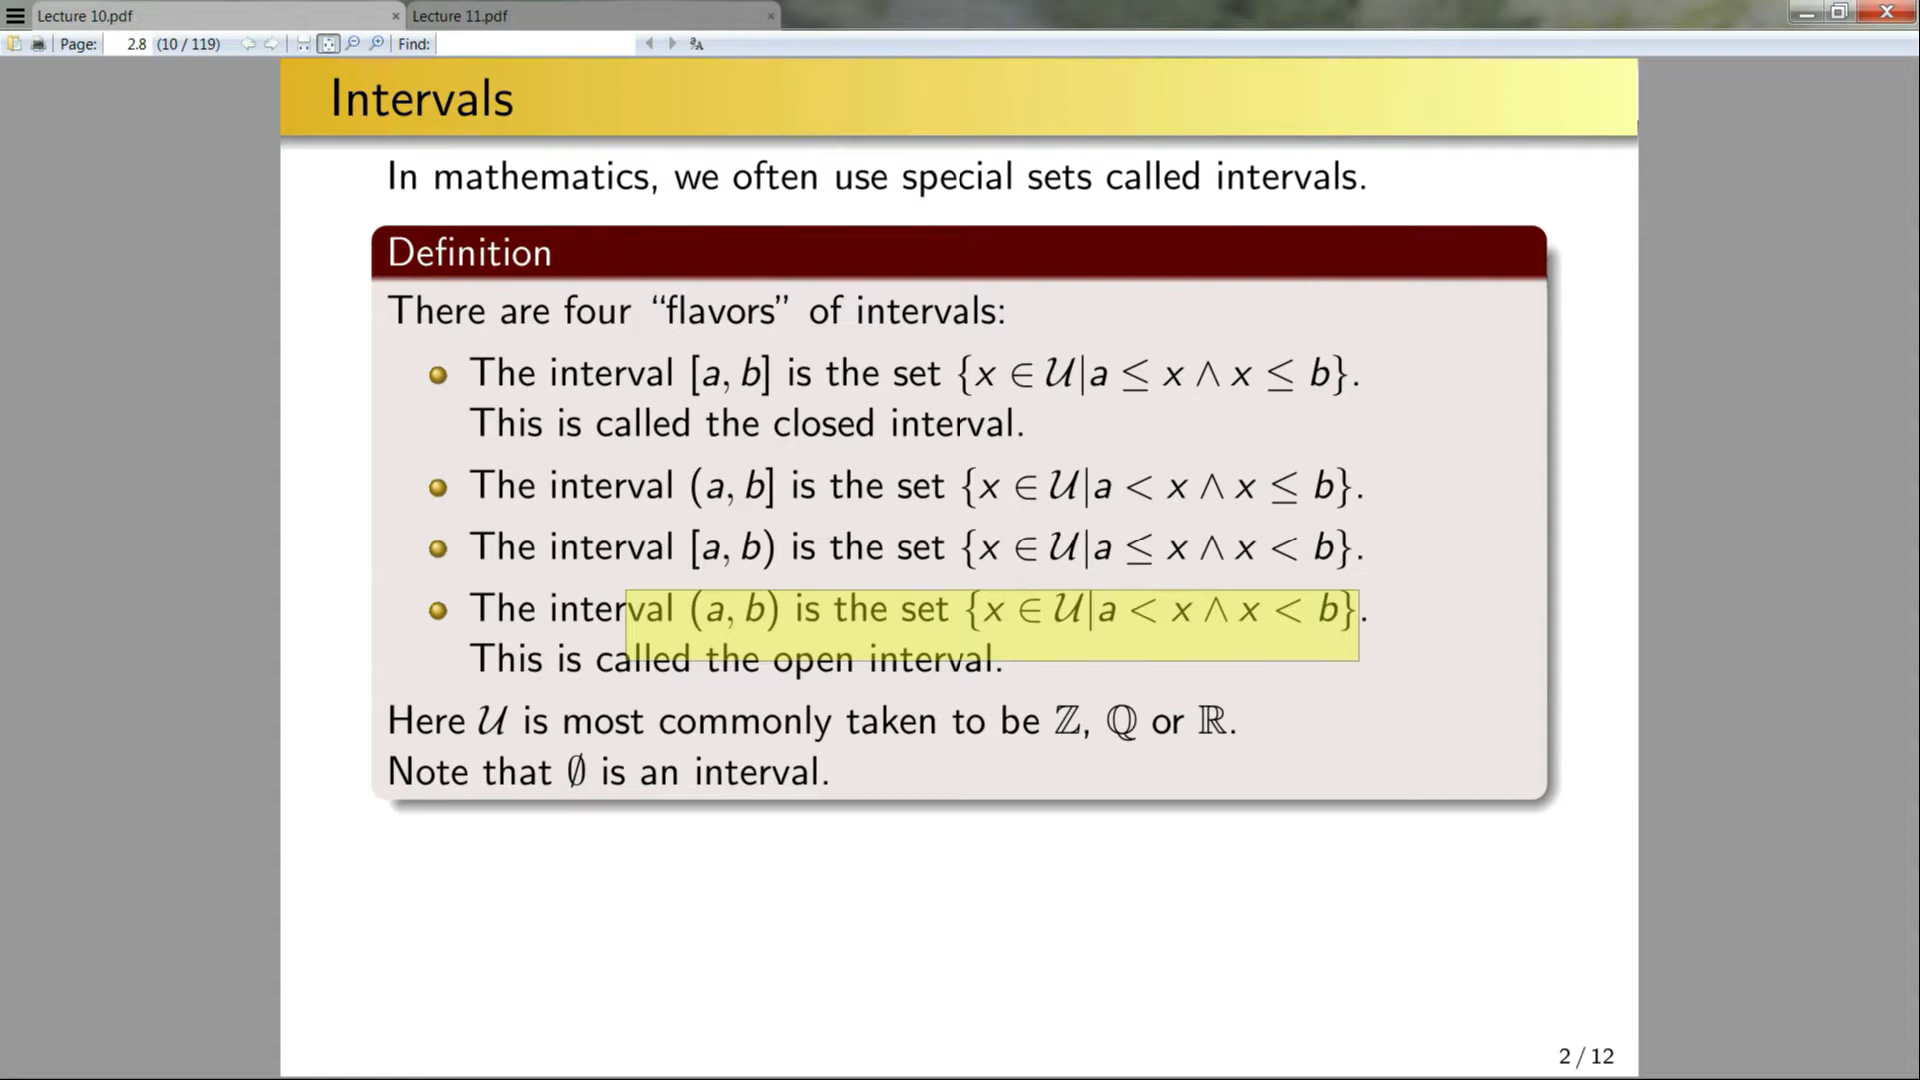 Lecture 10.pdf
Lecture 11.pdf
Page: 2.8 (10 / 119) Find:
Intervals
In mathematics, we often use special sets called intervals.
Definition
There are four “flavors” of intervals:
The interval [a, b] is the set {x ∈ 𝒰|a ≤ x ∧ x ≤ b}.
This is called the closed interval.
The interval (a, b] is the set {x ∈ 𝒰|a < x ∧ x ≤ b}.
The interval [a, b) is the set {x ∈ 𝒰|a ≤ x ∧ x < b}.
The interval (a, b) is the set {x ∈ 𝒰|a < x ∧ x < b}.
This is called the open interval.
Here 𝒰 is most commonly taken to be ℤ, ℚ or ℝ.
Note that ∅ is an interval.
2 / 12